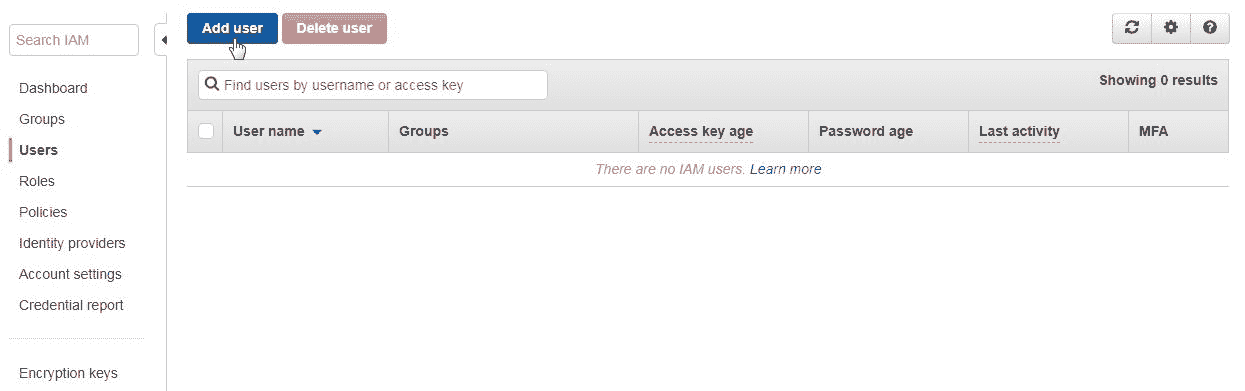 Search IAM
Dashboard
Groups
Users
Roles
Policies
Identity providers
Account settings
Credential report
Encryption keys
Add user Delete user
Find users by username or access key Showing 0 results
User name Groups Access key age Password age Last activity MFA
There are no IAM users. Learn more